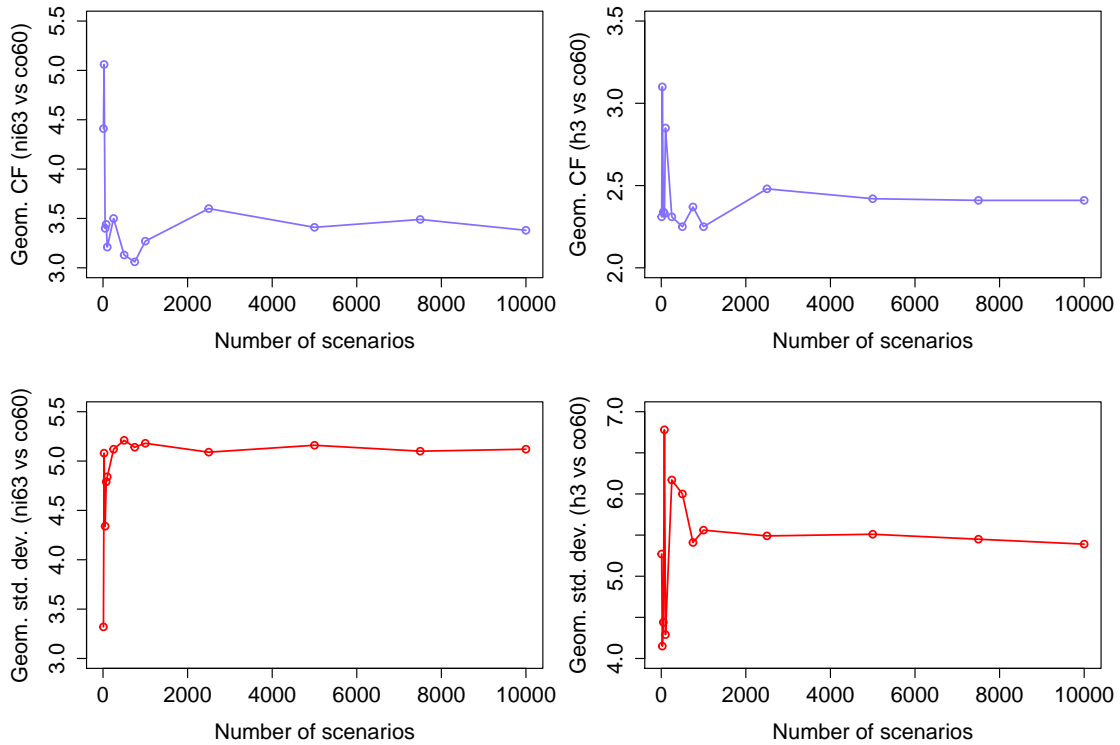 Geom. CF (ni63 vs co60)
5.5
5.0
4.5
4.0
3.5
3.0
0 2000 4000 6000 8000 10000
Number of scenarios
Geom. CF (h3 vs co60)
3.5
3.0
2.5
2.0
0 2000 4000 6000 8000 10000
Number of scenarios
Geom. std. dev. (ni63 vs co60)
5.5
5.0
4.5
4.0
3.5
3.0
0 2000 4000 6000 8000 10000
Number of scenarios
Geom. std. dev. (h3 vs co60)
7.0
6.0
5.0
4.0
0 2000 4000 6000 8000 10000
Number of scenarios